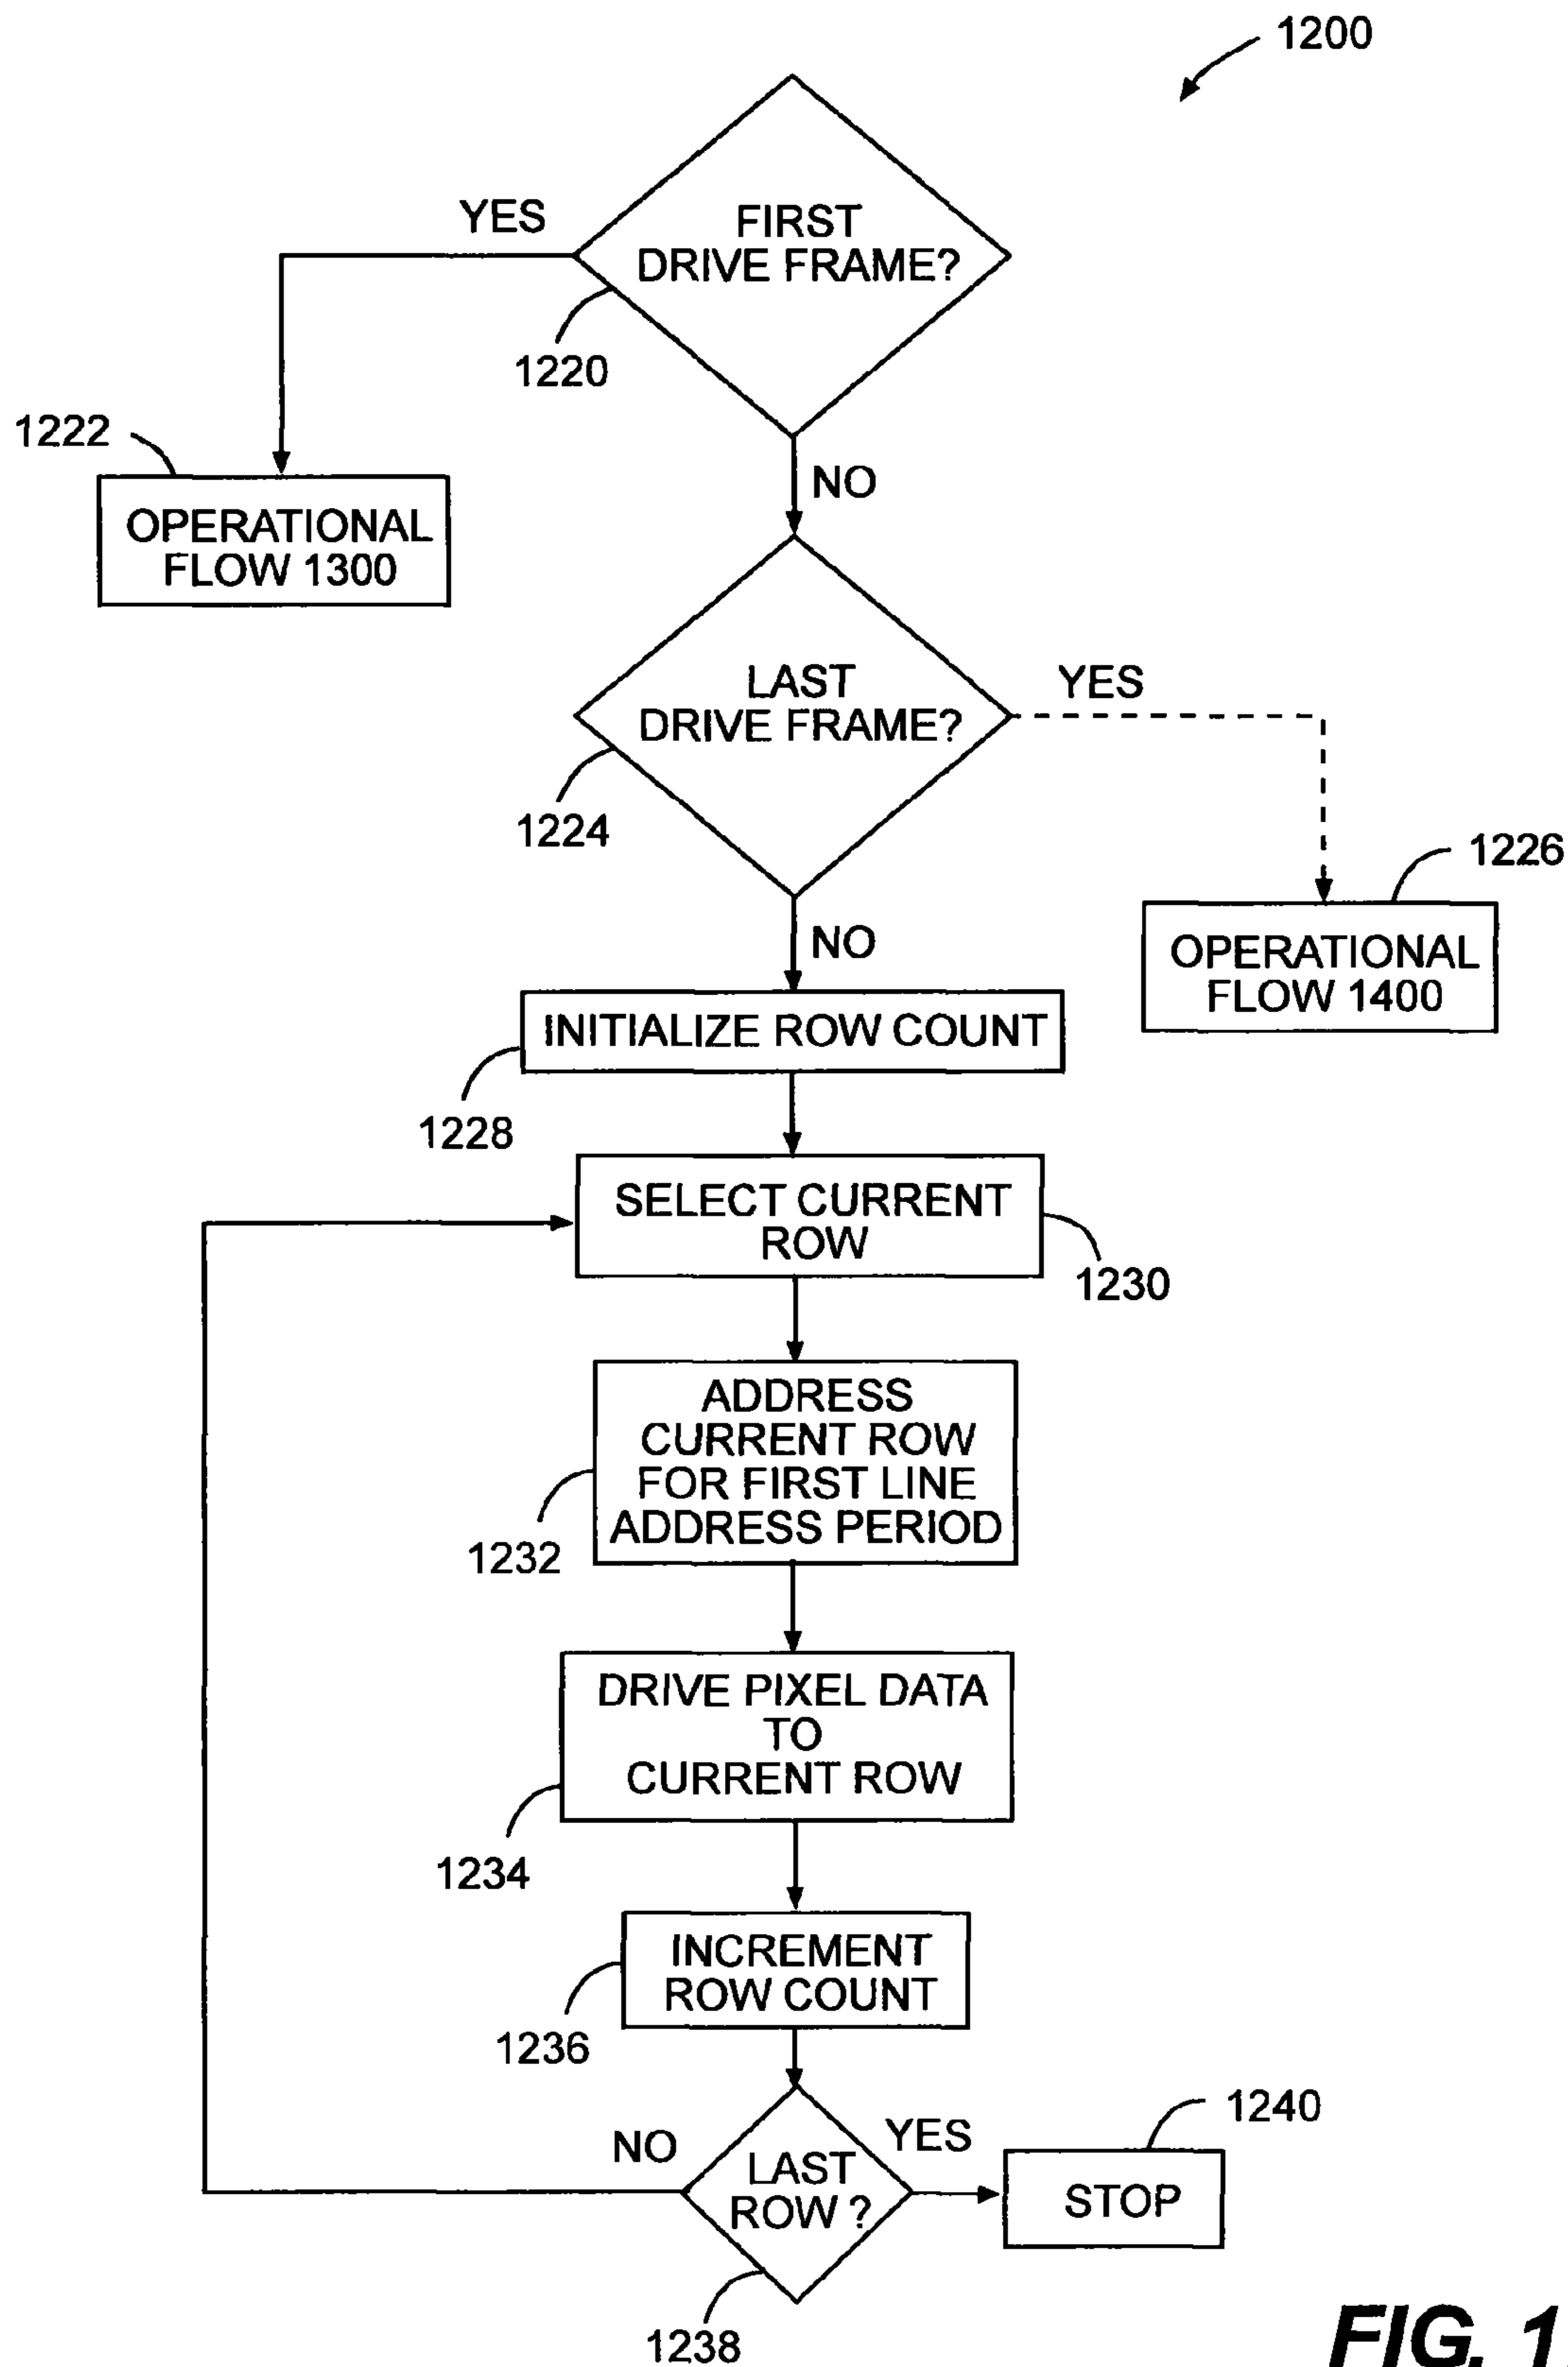 1200
FIRST
DRIVE FRAME?
YES
1220
1222
NO
OPERATIONAL
FLOW 1300
LAST
DRIVE FRAME?
YES
1224
1226
NO
OPERATIONAL
FLOW 1400
INITIALIZE ROW COUNT
1228
SELECT CURRENT
ROW
1230
ADDRESS
CURRENT ROW
FOR FIRST LINE
ADDRESS PERIOD
1232
DRIVE PIXEL DATA
TO
CURRENT ROW
1234
INCREMENT
ROW COUNT
1236
NO
LAST
ROW ?
YES
1240
STOP
1238
FIG. 1